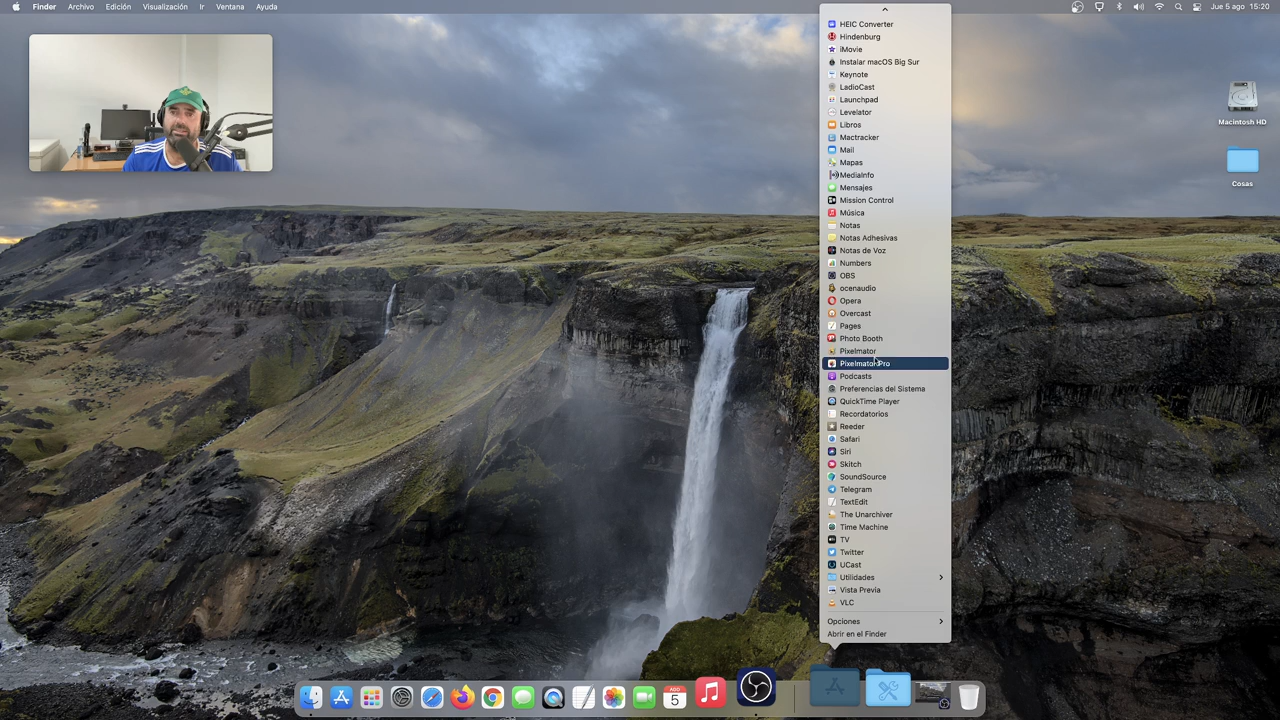 Finder Archivo Edición Visualización Ir Ventana Ayuda
Jue 5 ago 15:20
HEIC Converter
Hindenburg
iMovie
Instalar macOS Big Sur
Keynote
LadioCast
Launchpad
Levelator
Libros
Mactracker
Mail
Mapas
MediaInfo
Mensajes
Mission Control
Música
Notas
Notas Adhesivas
Notas de Voz
Numbers
OBS
ocenaudio
Opera
Overcast
Pages
Photo Booth
Pixelmator
Pixelmator Pro
Podcasts
Preferencias del Sistema
QuickTime Player
Recordatorios
Reeder
Safari
Siri
Skitch
SoundSource
Telegram
TextEdit
The Unarchiver
Time Machine
TV
Twitter
UCast
Utilidades
Vista Previa
VLC
Opciones
Abrir en el Finder
Macintosh HD
Cosas
AGO
5